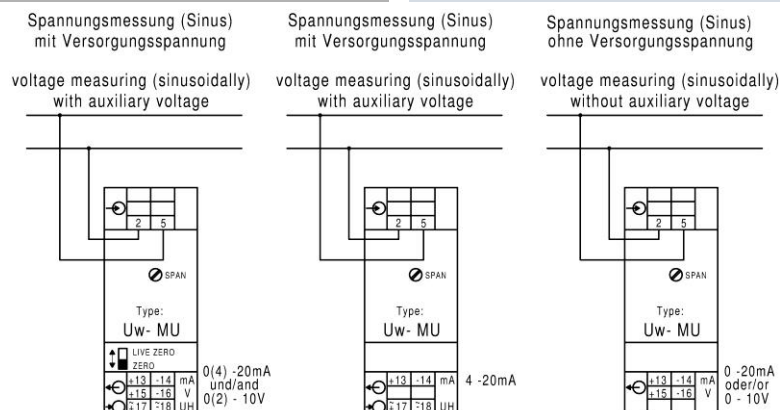 Spannungsmessung (Sinus)
mit Versorgungsspannung
voltage measuring (sinusoidally)
with auxiliary voltage
2 5
SPAN
Type:
Uw- MU
LIVE ZERO
ZERO
+13 -14 mA
+15 -16 V
~17 ~18 UH
0(4) -20mA
und/and
0(2) - 10V
Spannungsmessung (Sinus)
mit Versorgungsspannung
voltage measuring (sinusoidally)
with auxiliary voltage
2 5
SPAN
Type:
Uw- MU
+13 -14 mA
4 -20mA
~17 ~18 UH
Spannungsmessung (Sinus)
ohne Versorgungsspannung
voltage measuring (sinusoidally)
without auxiliary voltage
2 5
SPAN
Type:
Uw- MU
+13 -14 mA
+15 -16 V
0 -20mA
oder/or
0 - 10V